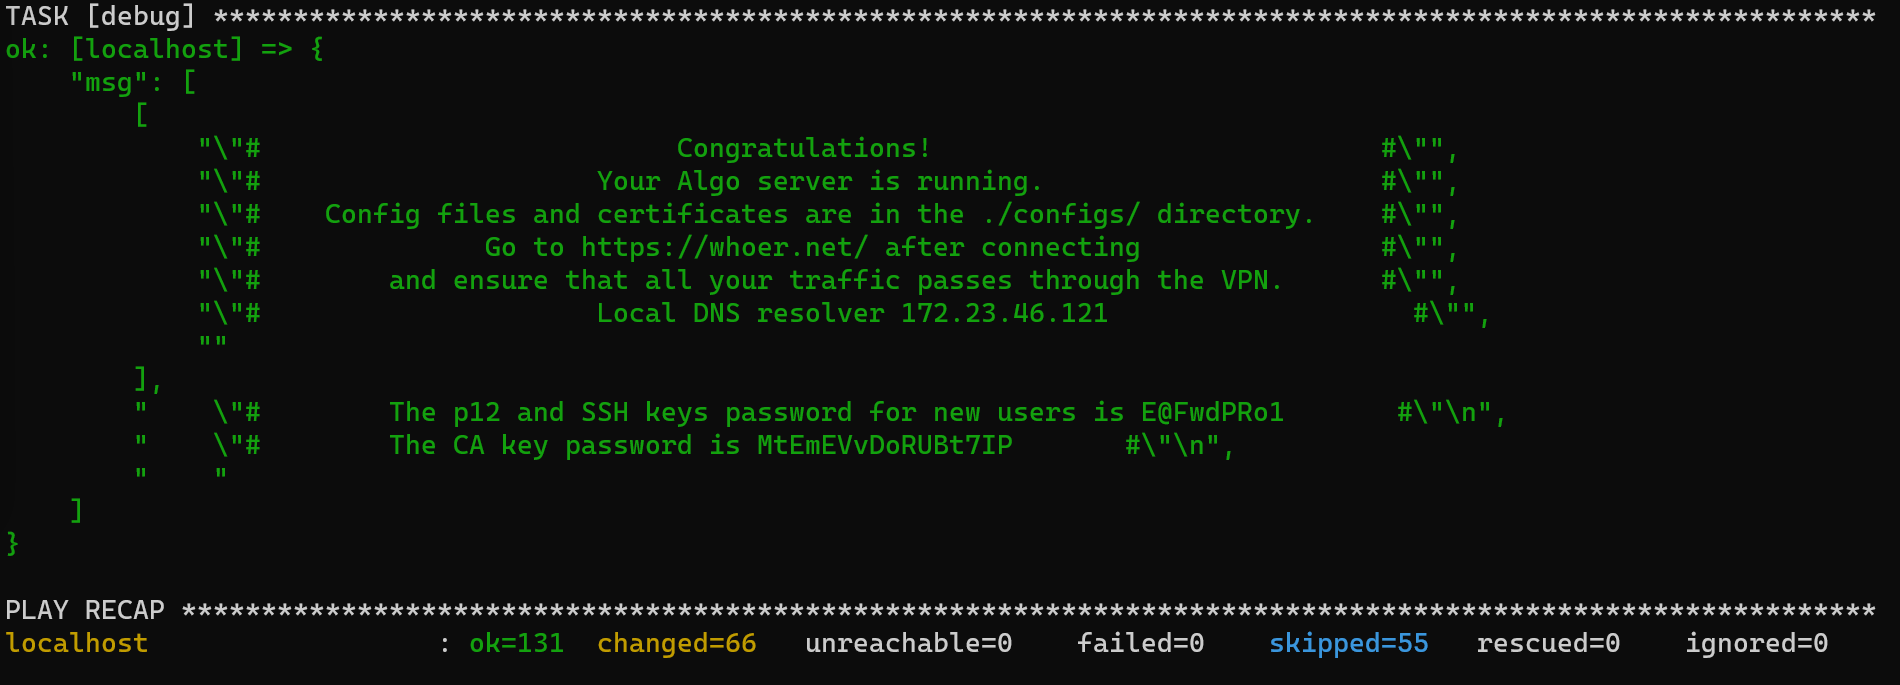 TASK [debug] ********************************************************************************************************
ok: [localhost] => {
    "msg": [
        [
            "\"#                          Congratulations!                            #\"",
            "\"#                     Your Algo server is running.                     #\"",
            "\"#    Config files and certificates are in the ./configs/ directory.    #\"",
            "\"#              Go to https://whoer.net/ after connecting               #\"",
            "\"#        and ensure that all your traffic passes through the VPN.      #\"",
            "\"#                     Local DNS resolver 172.23.46.121                   #\"",
            ""
        ],
        "    \"#        The p12 and SSH keys password for new users is E@FwdPRo1       #\"\n",
        "    \"#        The CA key password is MtEmEVvDoRUBt7IP       #\"\n",
        "    "
    ]
}
PLAY RECAP **********************************************************************************************************
localhost                  : ok=131  changed=66   unreachable=0    failed=0    skipped=55   rescued=0    ignored=0